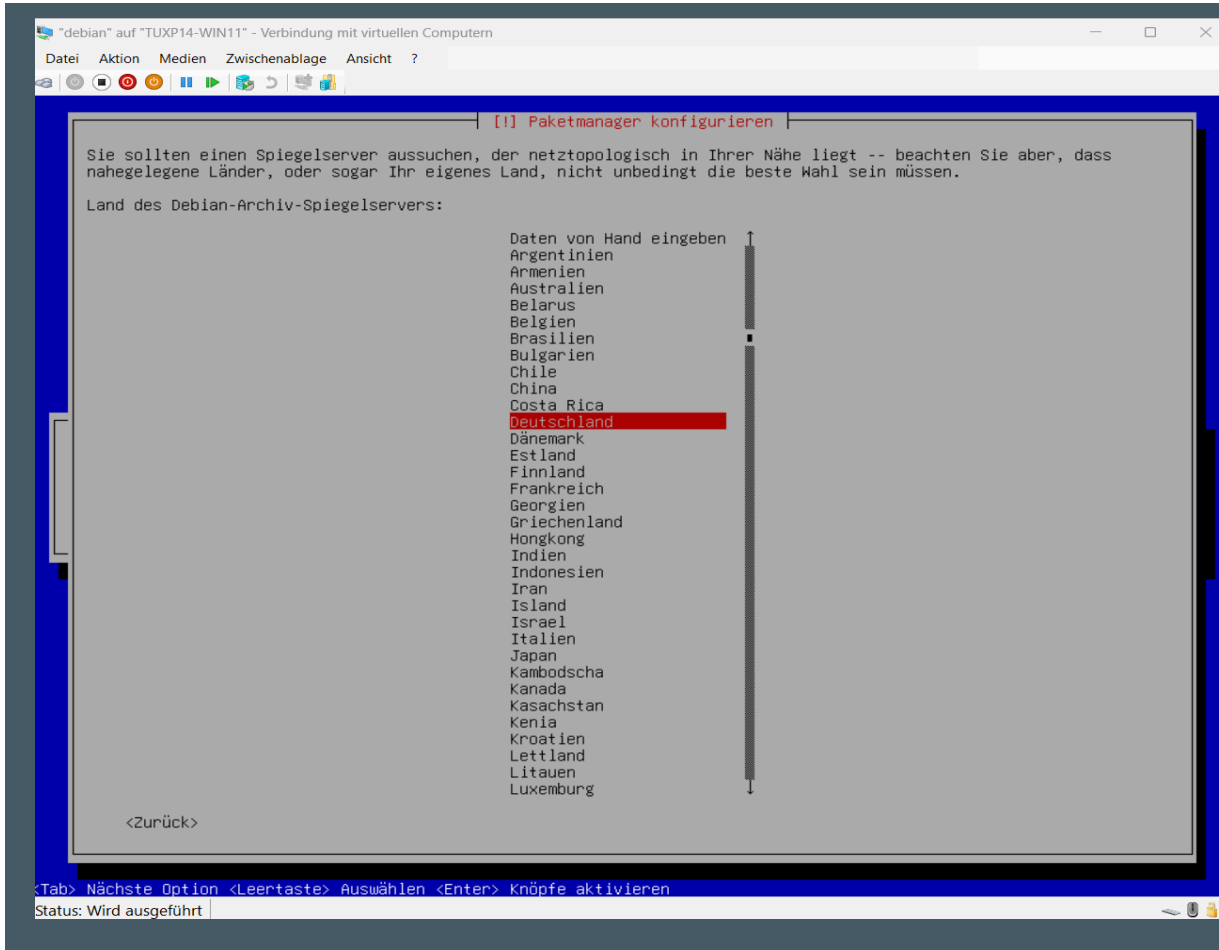 "debian" auf "TUXP14-WIN11" - Verbindung mit virtuellen Computern
Datei Aktion Medien Zwischenablage Ansicht ?
[!] Paketmanager konfigurieren
Sie sollten einen Spiegelserver aussuchen, der netztopologisch in Ihrer Nähe liegt -- beachten Sie aber, dass
nahegelegene Länder, oder sogar Ihr eigenes Land, nicht unbedingt die beste Wahl sein müssen.
Land des Debian-Archiv-Spiegelservers:
Daten von Hand eingeben
Argentinien
Armenien
Australien
Belarus
Belgien
Brasilien
Bulgarien
Chile
China
Costa Rica
Deutschland
Dänemark
Estland
Finnland
Frankreich
Georgien
Griechenland
Hongkong
Indien
Indonesien
Iran
Island
Israel
Italien
Japan
Kambodscha
Kanada
Kasachstan
Kenia
Kroatien
Lettland
Litauen
Luxemburg
<Zurück>
<Tab> Nächste Option <Leertaste> Auswählen <Enter> Knöpfe aktivieren
Status: Wird ausgeführt